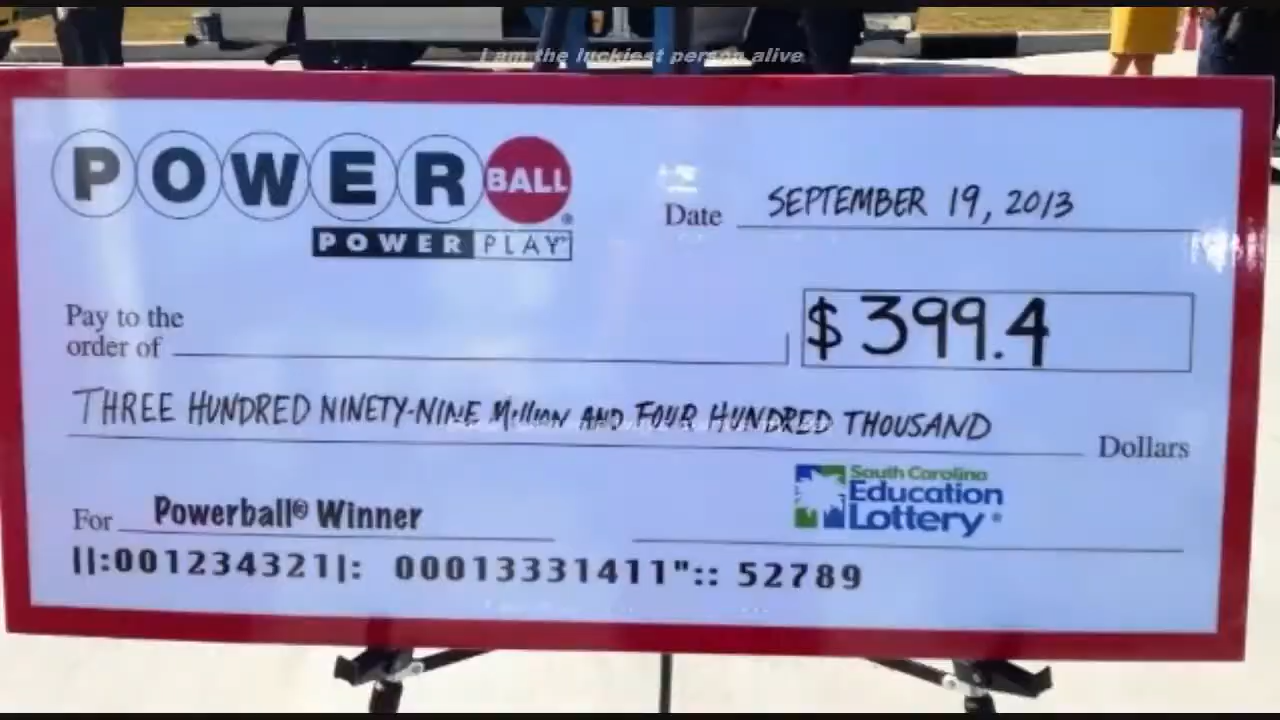 I am the luckiest person alive
POWER BALL®
POWER PLAY™
Date SEPTEMBER 19, 2013
Pay to the
order of
$399.4
THREE HUNDRED NINETY-NINE Million AND FOUR HUNDRED THOUSAND
Dollars
South Carolina
Education
Lottery®
For Powerball® Winner
||:001234321|: 00013331411":: 52789